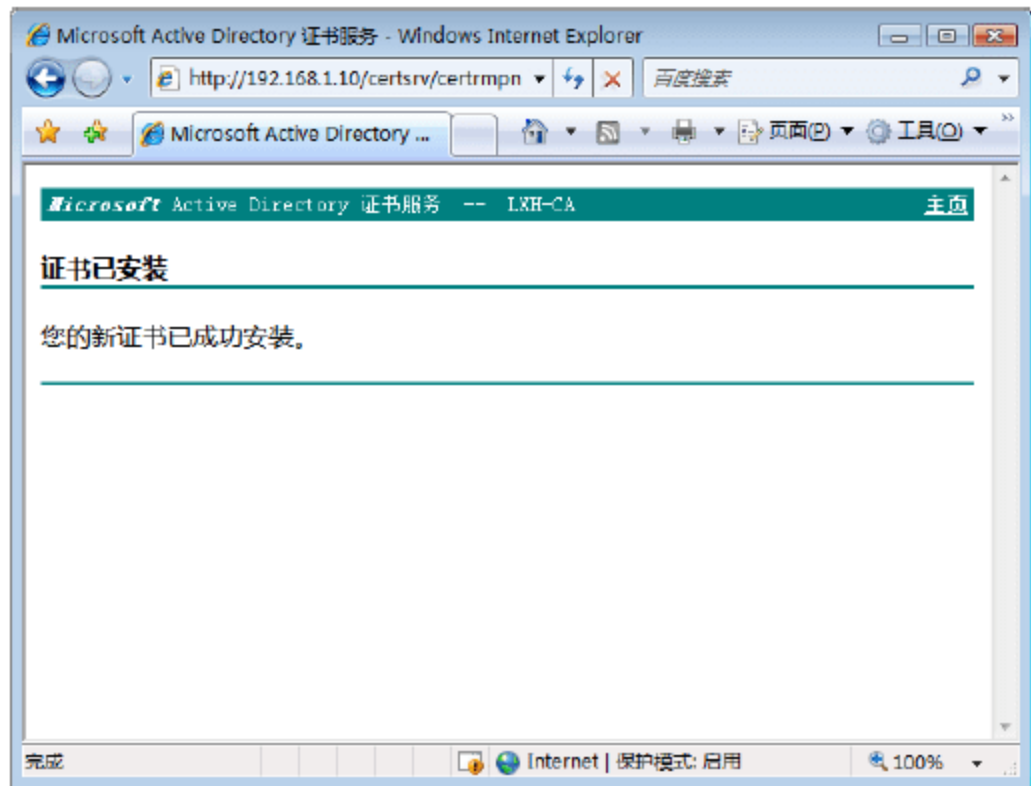 Microsoft Active Directory 证书服务 - Windows Internet Explorer
http://192.168.1.10/certsrv/certrmpn
百度搜索
Microsoft Active Directory ...
页面(P)
工具(O)
Microsoft Active Directory 证书服务 -- LXH-CA
主页
证书已安装
您的新证书已成功安装。
完成
Internet | 保护模式: 启用
100%